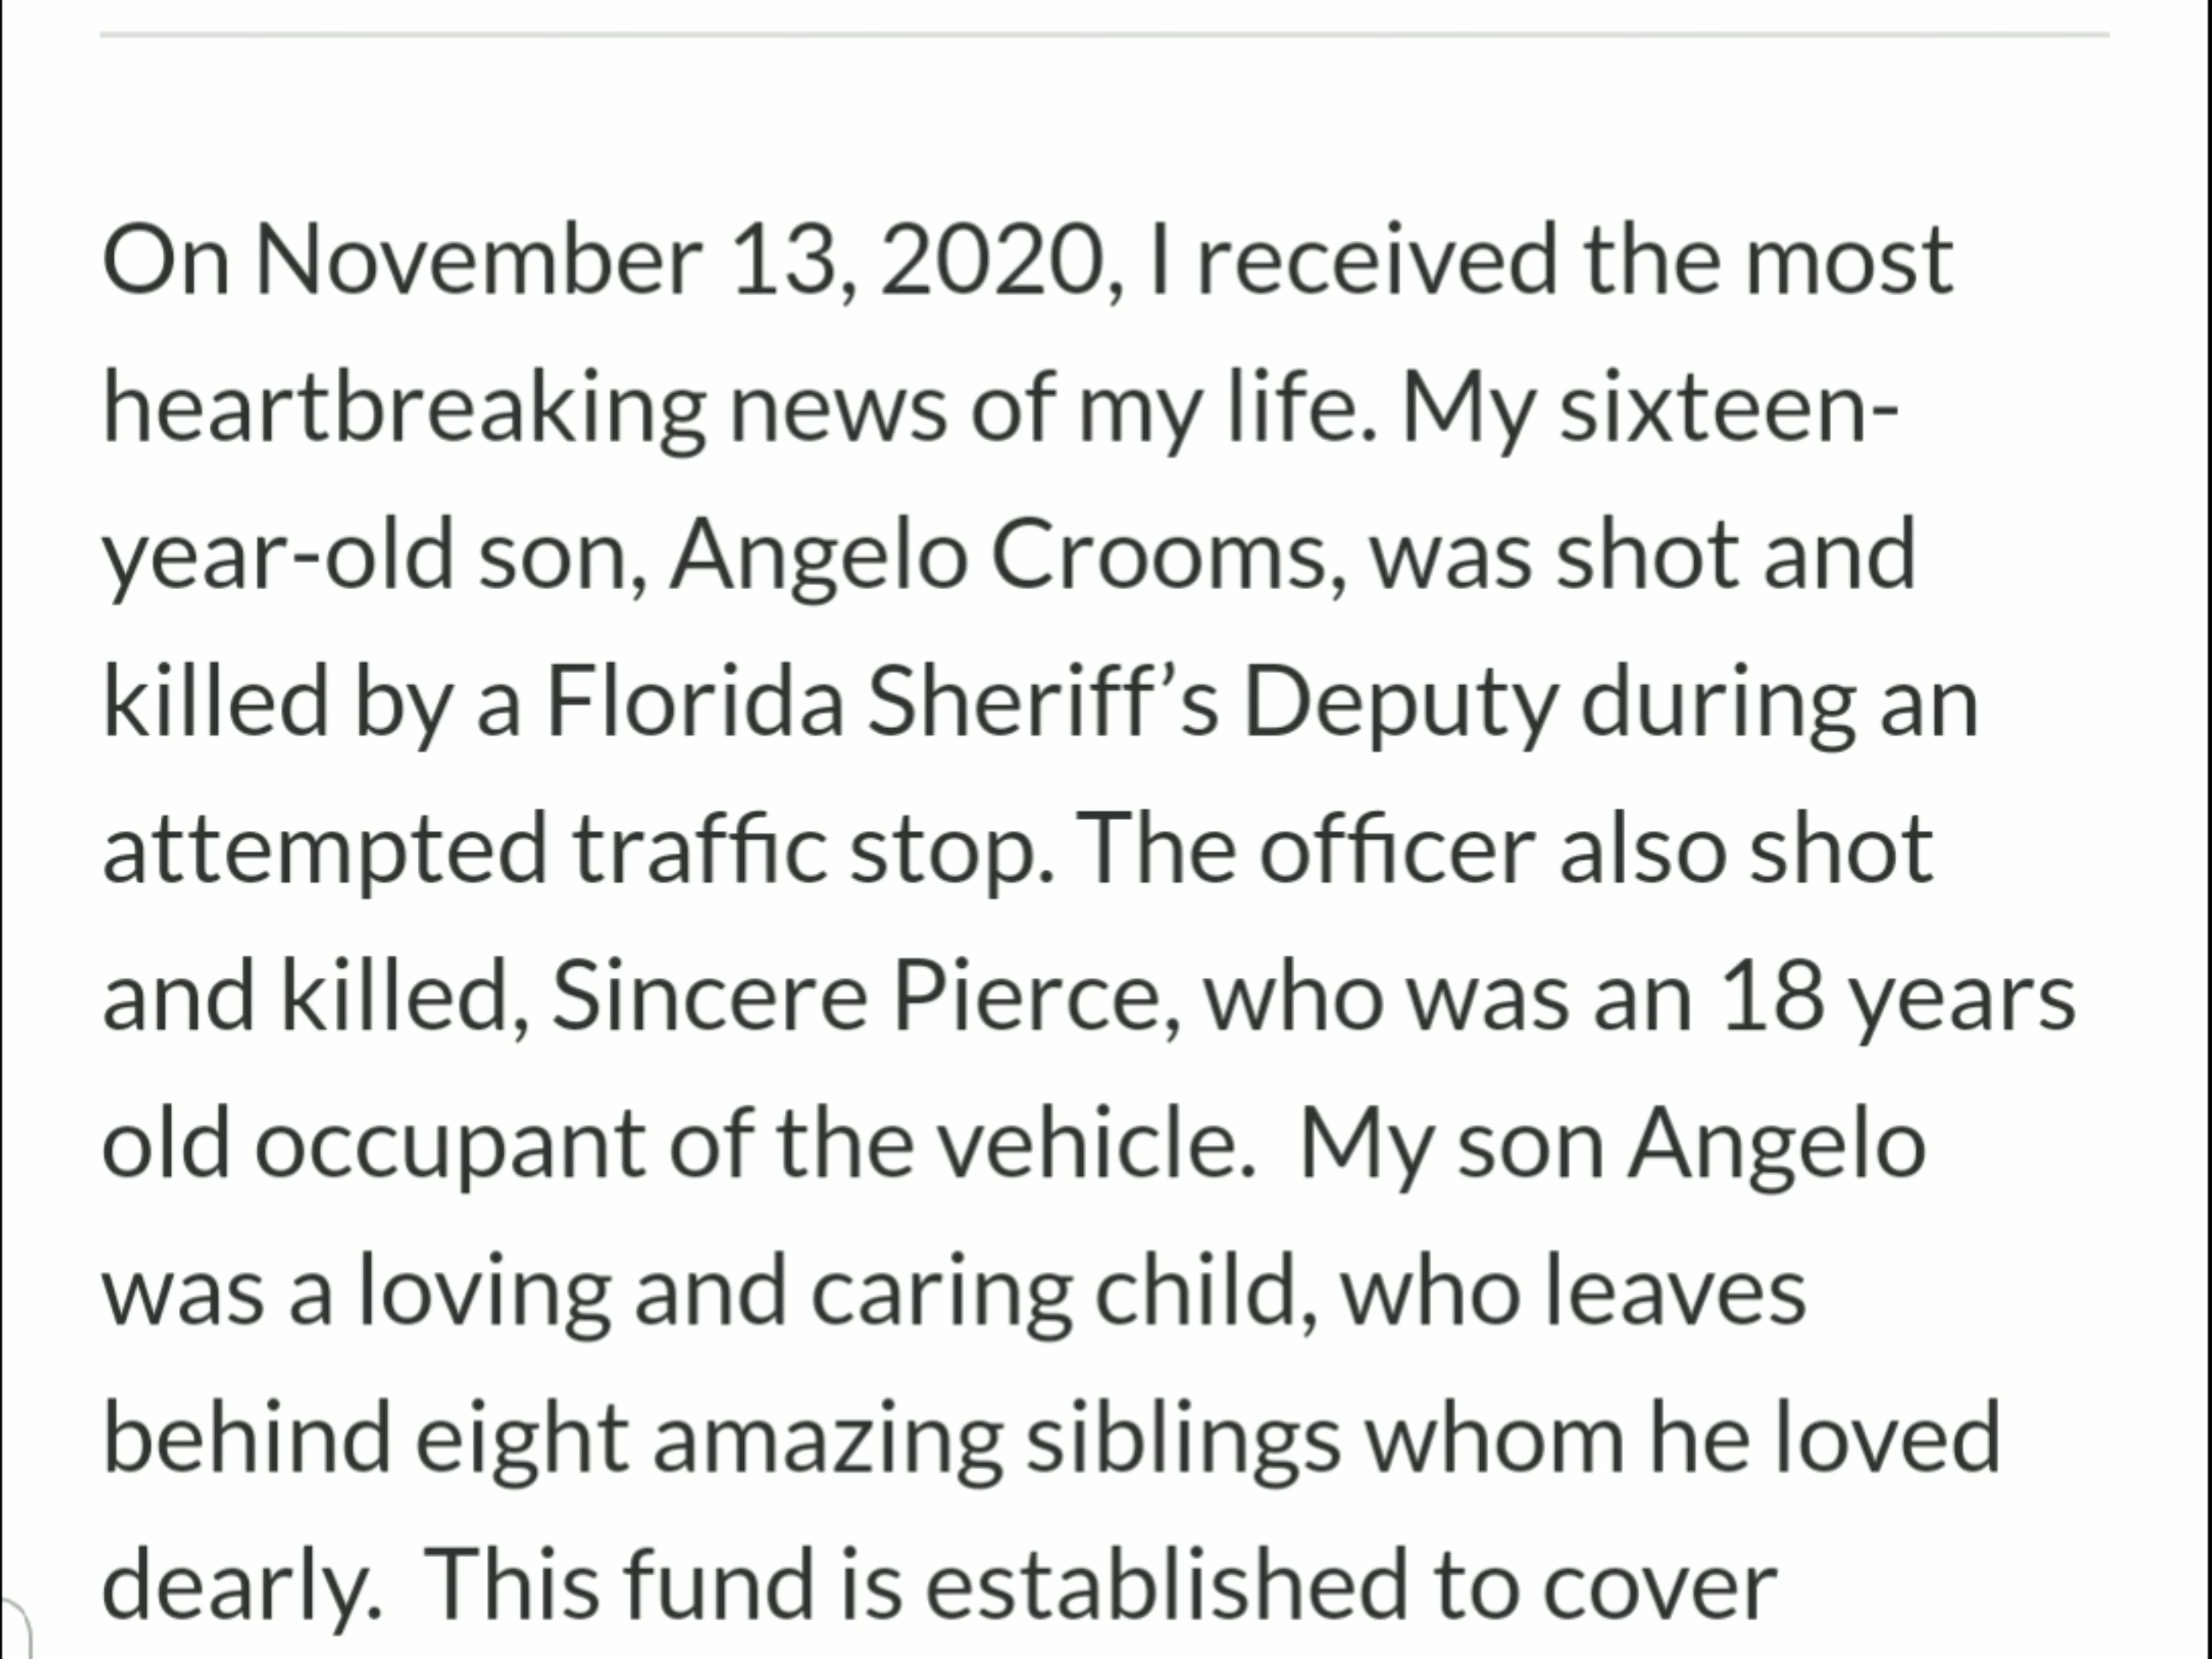 On November 13, 2020, I received the most
heartbreaking news of my life. My sixteen-
year-old son, Angelo Crooms, was shot and
killed by a Florida Sheriff’s Deputy during an
attempted traffic stop. The officer also shot
and killed, Sincere Pierce, who was an 18 years
old occupant of the vehicle.  My son Angelo
was a loving and caring child, who leaves
behind eight amazing siblings whom he loved
dearly.  This fund is established to cover